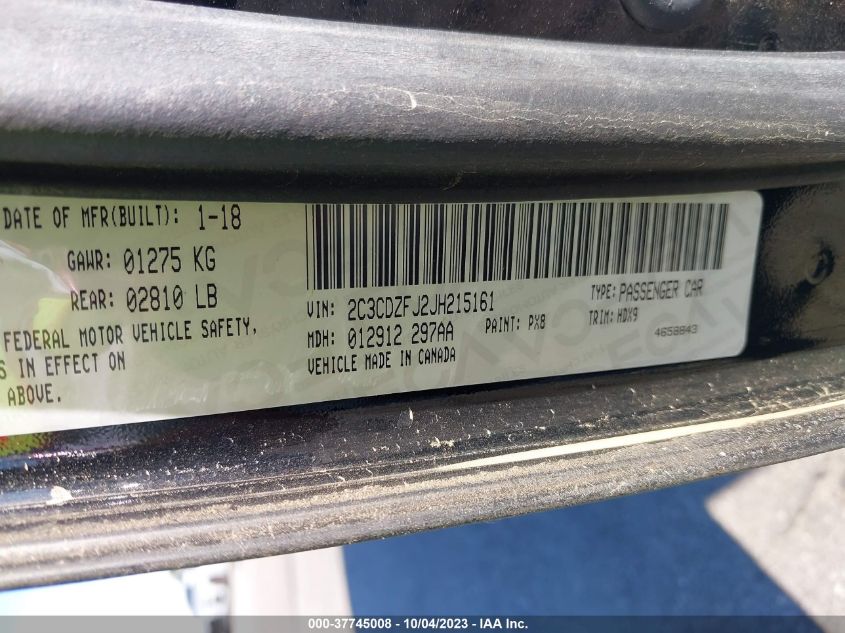 DATE OF MFR(BUILT): 1-18
GAWR: 01275 KG
REAR: 02810 LB
FEDERAL MOTOR VEHICLE SAFETY,
S IN EFFECT ON
ABOVE.
VIN: 2C3CDZFJ2JH215161
TYPE: PASSENGER CAR
MDH: 012912 297AA
PAINT: PX8
TRIM: HDX9
VEHICLE MADE IN CANADA
4658843
000-37745008 - 10/04/2023 - IAA Inc.